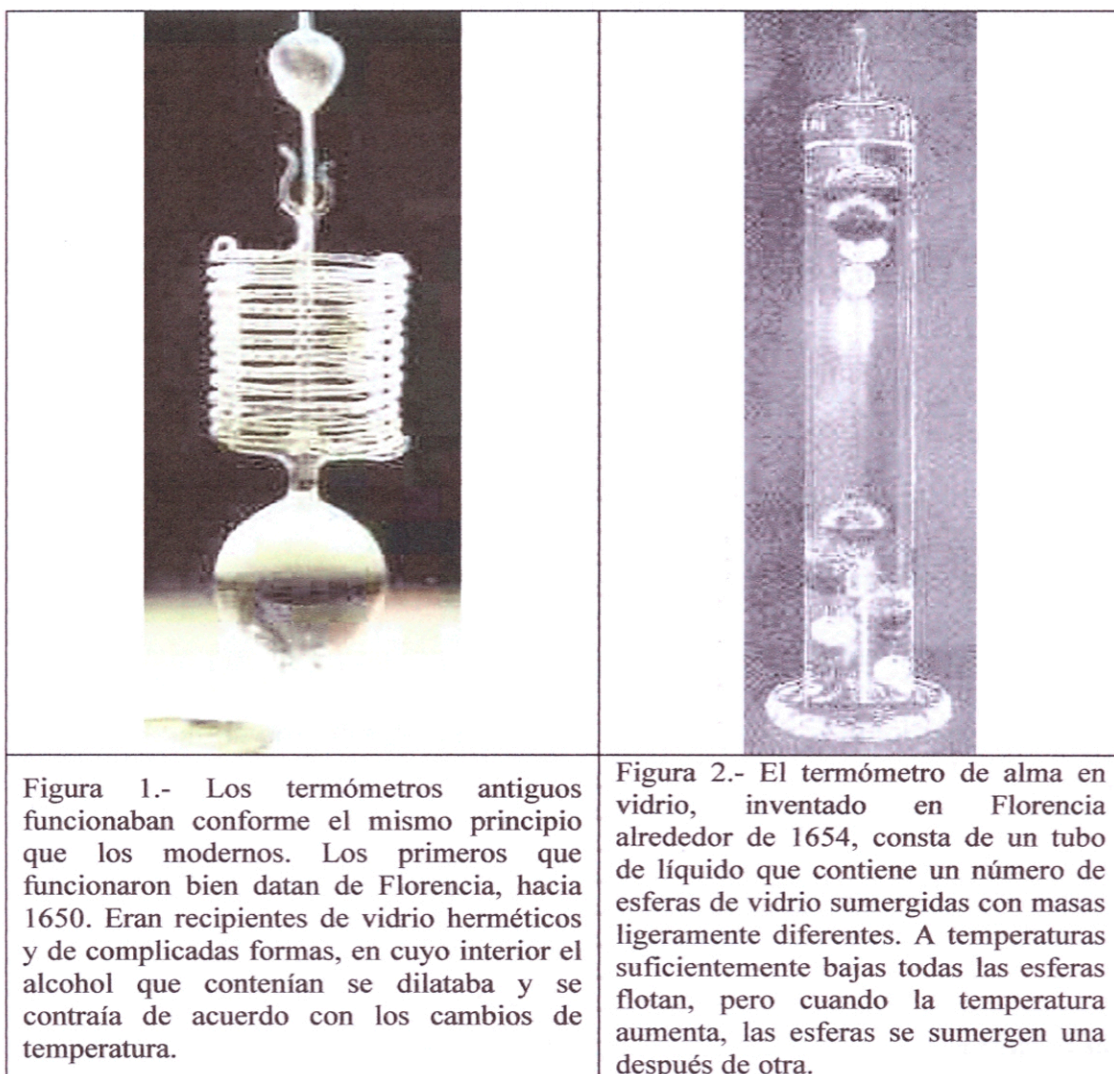 Figura 1.- Los termómetros antiguos
funcionaban conforme el mismo principio
que los modernos. Los primeros que
funcionaron bien datan de Florencia, hacia
1650. Eran recipientes de vidrio herméticos
y de complicadas formas, en cuyo interior el
alcohol que contenían se dilataba y se
contraía de acuerdo con los cambios de
temperatura.
Figura 2.- El termómetro de alma en
vidrio, inventado en Florencia
alrededor de 1654, consta de un tubo
de líquido que contiene un número de
esferas de vidrio sumergidas con masas
ligeramente diferentes. A temperaturas
suficientemente bajas todas las esferas
flotan, pero cuando la temperatura
aumenta, las esferas se sumergen una
después de otra.